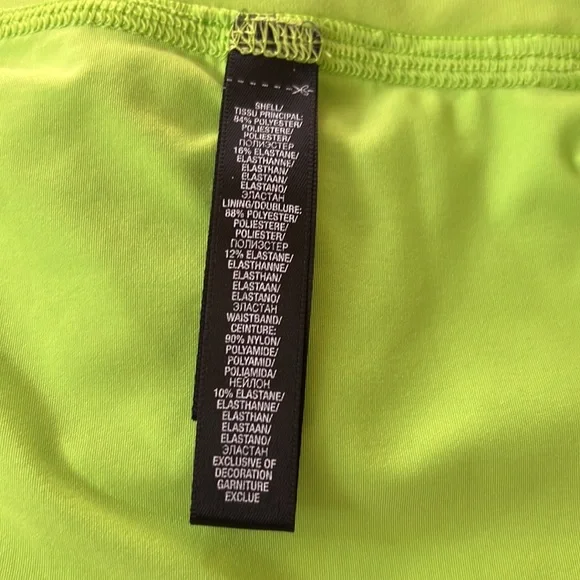 SHELL/
TISSU PRINCIPAL:
84% POLYESTER/
POLIESTERE/
POLIESTER/
ПОЛИЭСТЕР
16% ELASTANE/
ELASTHANNE/
ELASTHAN/
ELASTAAN/
ELASTANO/
ЭЛАСТАН
LINING/DOUBLURE:
88% POLYESTER/
POLIESTERE/
POLIESTER/
ПОЛИЭСТЕР
12% ELASTANE/
ELASTHANNE/
ELASTHAN/
ELASTAAN/
ELASTANO/
ЭЛАСТАН
WAISTBAND/
CEINTURE:
90% NYLON/
POLYAMIDE/
POLYAMID/
POLIAMIDA/
НЕЙЛОН
10% ELASTANE/
ELASTHANNE/
ELASTHAN/
ELASTAAN/
ELASTANO/
ЭЛАСТАН
EXCLUSIVE OF
DECORATION
GARNITURE
EXCLUE